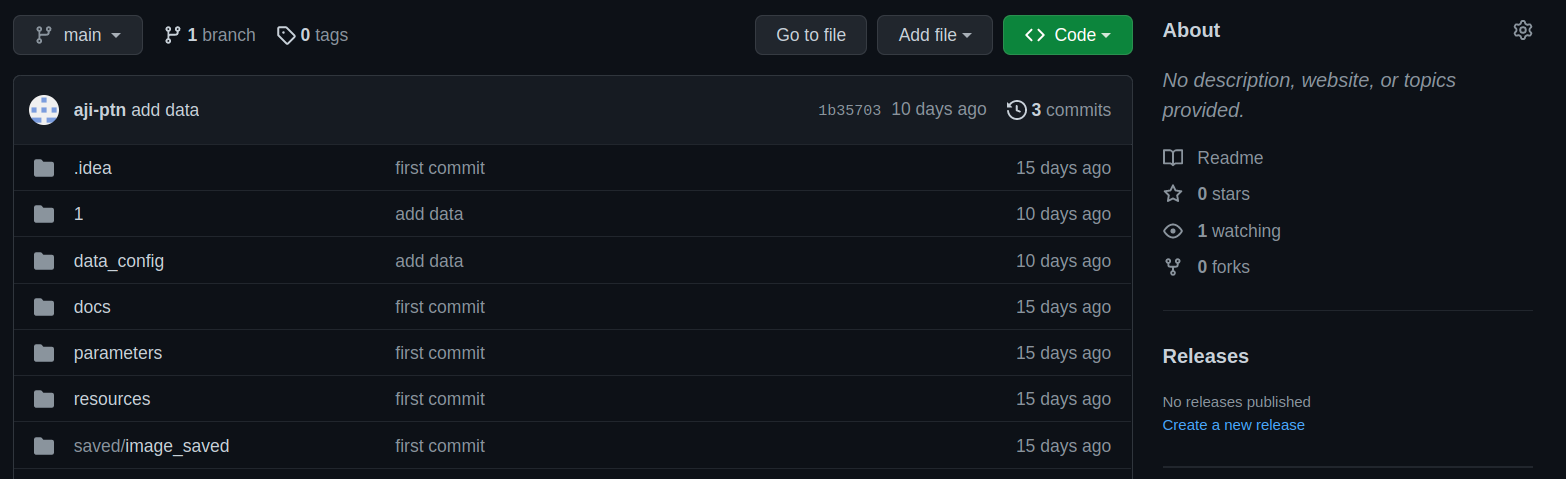 main 1 branch 0 tags Go to file Add file Code
aji-ptn add data 1b35703 10 days ago 3 commits
.idea first commit 15 days ago
1 add data 10 days ago
data_config add data 10 days ago
docs first commit 15 days ago
parameters first commit 15 days ago
resources first commit 15 days ago
saved/image_saved first commit 15 days ago
About
No description, website, or topics
provided.
Readme
0 stars
1 watching
0 forks
Releases
No releases published
Create a new release